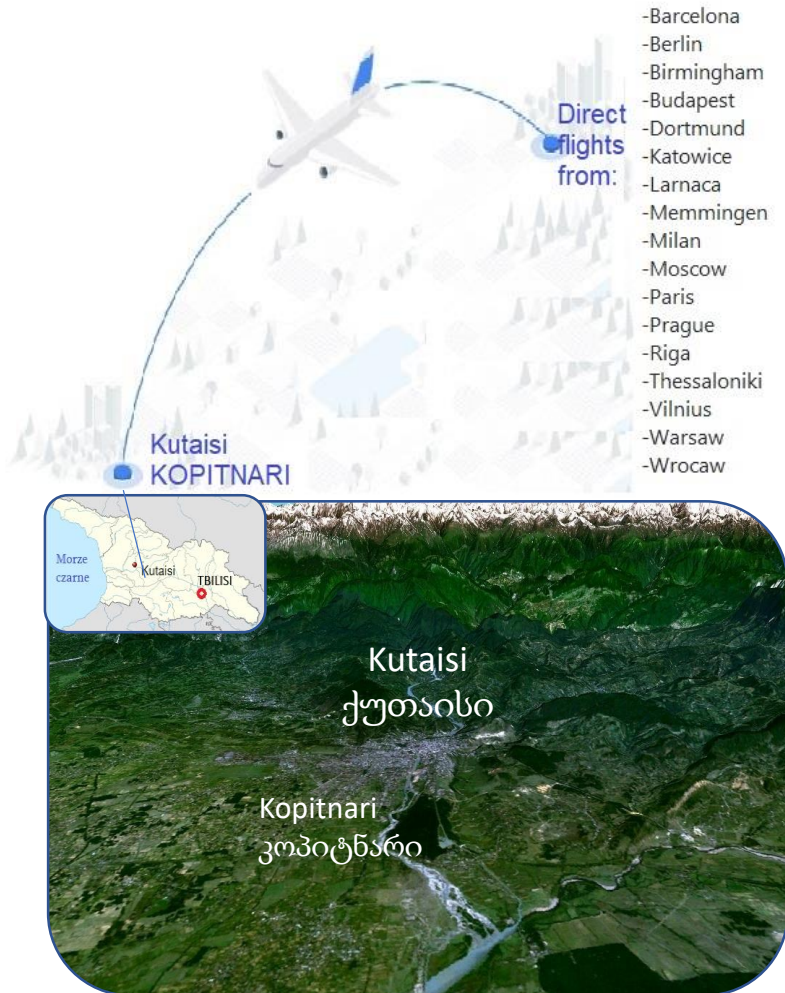 -Barcelona
-Berlin
-Birmingham
-Budapest
-Dortmund
-Katowice
-Larnaca
-Memmingen
-Milan
-Moscow
-Paris
-Prague
-Riga
-Thessaloniki
-Vilnius
-Warsaw
-Wrocaw
Direct
flights
from:
Kutaisi
KOPITNARI
Morze
czarne
Kutaisi
TBILISI
Kutaisi
ქუთაისი
Kopitnari
კოპიტნარი